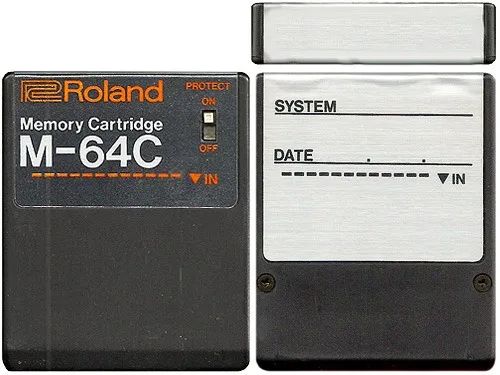 Roland
PROTECT
ON
OFF
Memory Cartridge
M-64C
▼ IN
SYSTEM
DATE . .
▼ IN